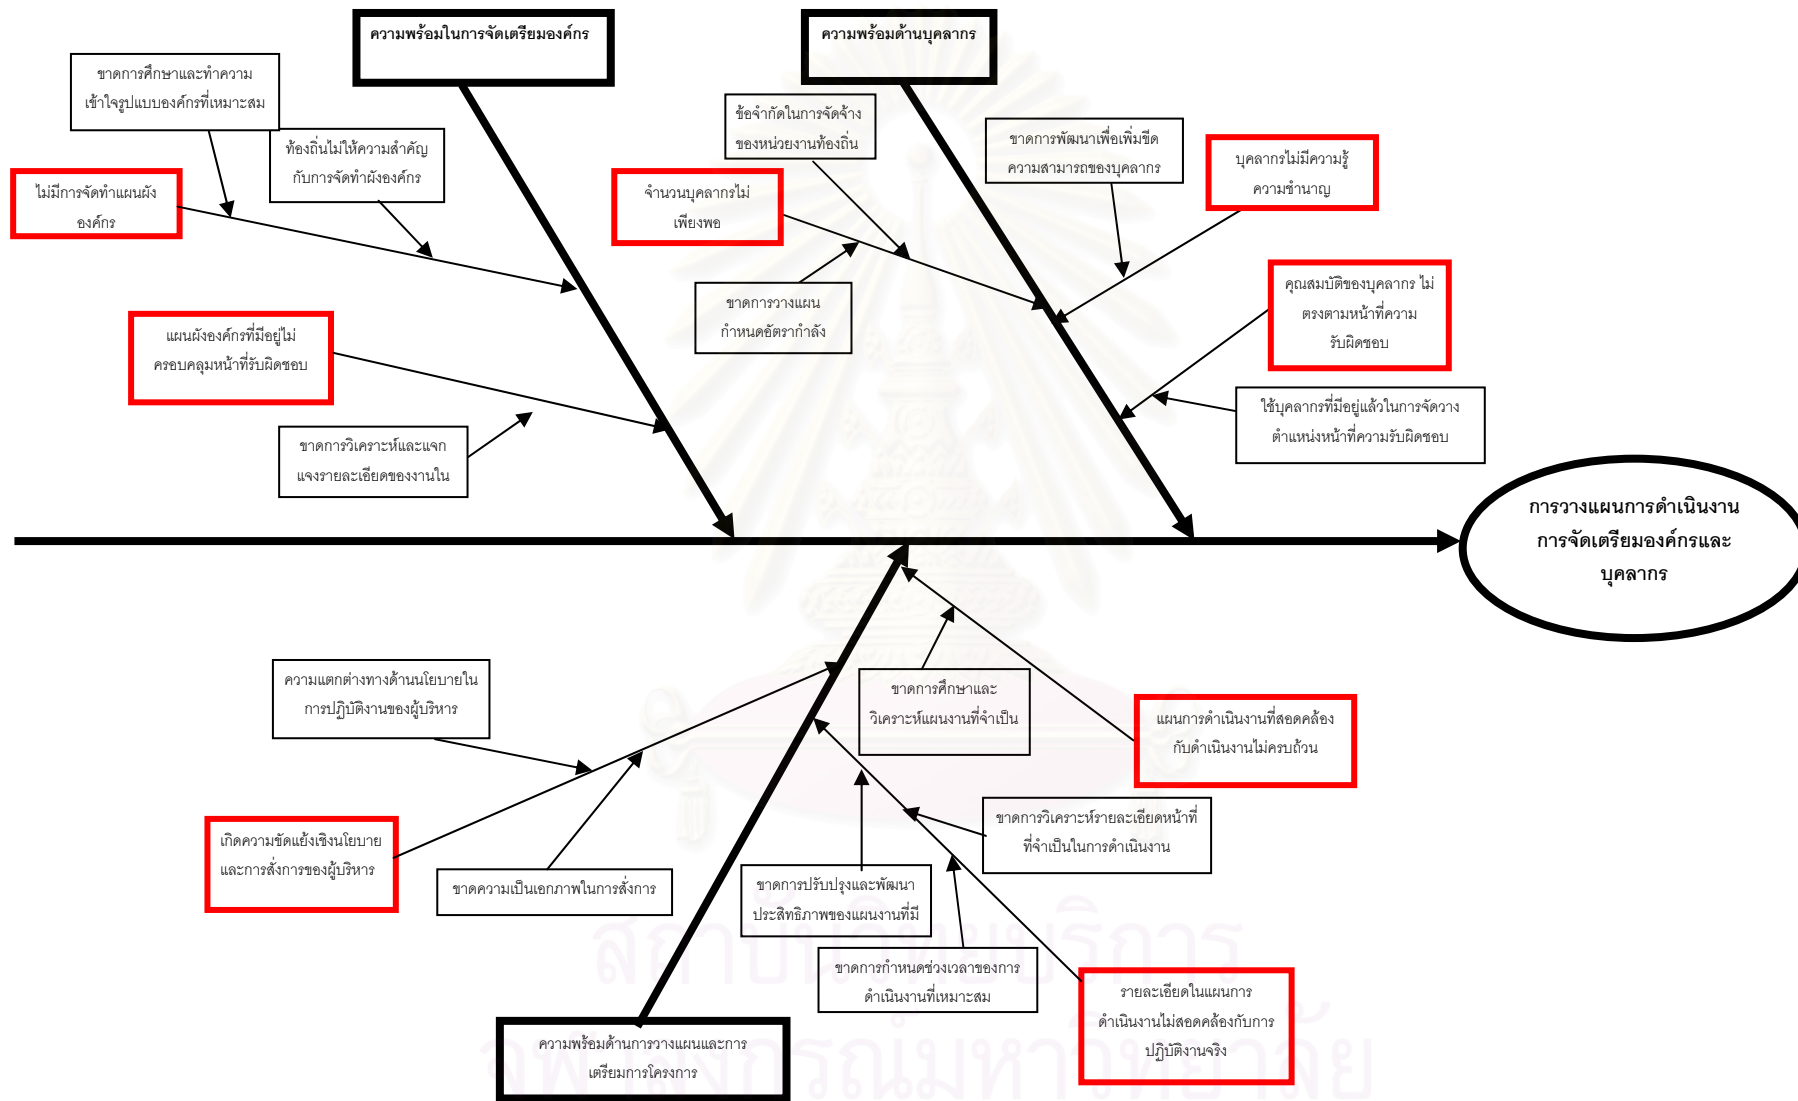 ความพร้อมในการจัดเตรียมองค์กร
ความพร้อมด้านบุคลากร
ขาดการศึกษาและทำความ
เข้าใจรูปแบบองค์กรที่เหมาะสม
ท้องถิ่นไม่ให้ความสำคัญ
กับการจัดทำผังองค์กร
ไม่มีการจัดทำแผนผัง
องค์กร
แผนผังองค์กรที่มีอยู่ไม่
ครอบคลุมหน้าที่รับผิดชอบ
ขาดการวิเคราะห์และแจก
แจงรายละเอียดของงานใน
ข้อจำกัดในการจัดจ้าง
ของหน่วยงานท้องถิ่น
จำนวนบุคลากรไม่
เพียงพอ
ขาดการวางแผน
กำหนดอัตรากำลัง
ขาดการพัฒนาเพื่อเพิ่มขีด
ความสามารถของบุคลากร
บุคลากรไม่มีความรู้
ความชำนาญ
คุณสมบัติของบุคลากร ไม่
ตรงตามหน้าที่ความ
รับผิดชอบ
ใช้บุคลากรที่มีอยู่แล้วในการจัดวาง
ตำแหน่งหน้าที่ความรับผิดชอบ
การวางแผนการดำเนินงาน
การจัดเตรียมองค์กรและ
บุคลากร
ความแตกต่างทางด้านนโยบายใน
การปฏิบัติงานของผู้บริหาร
เกิดความขัดแย้งเชิงนโยบาย
และการสั่งการของผู้บริหาร
ขาดความเป็นเอกภาพในการสั่งการ
ขาดการศึกษาและ
วิเคราะห์แผนงานที่จำเป็น
แผนการดำเนินงานที่สอดคล้อง
กับดำเนินงานไม่ครบถ้วน
ขาดการวิเคราะห์รายละเอียดหน้าที่
ที่จำเป็นในการดำเนินงาน
ขาดการปรับปรุงและพัฒนา
ประสิทธิภาพของแผนงานที่มี
ขาดการกำหนดช่วงเวลาของการ
ดำเนินงานที่เหมาะสม
รายละเอียดในแผนการ
ดำเนินงานไม่สอดคล้องกับการ
ปฏิบัติงานจริง
ความพร้อมด้านการวางแผนและการ
เตรียมการโครงการ
สถาบันวิทยบริการ
จุฬาลงกรณ์มหาวิทยาลัย